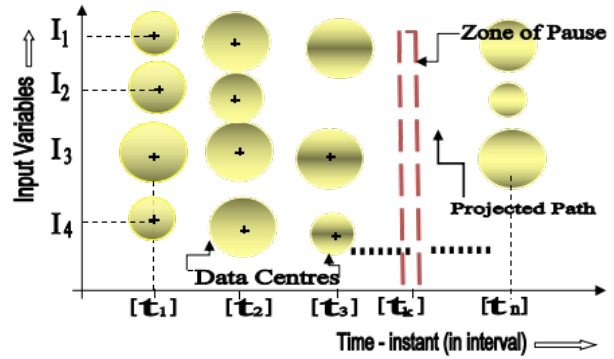 I1
Zone of Pause
I2
Input Variables
I3
Projected Path
I4
Data Centres
[t1] [t2] [t3] [tk] [tn]
Time - instant (in interval)